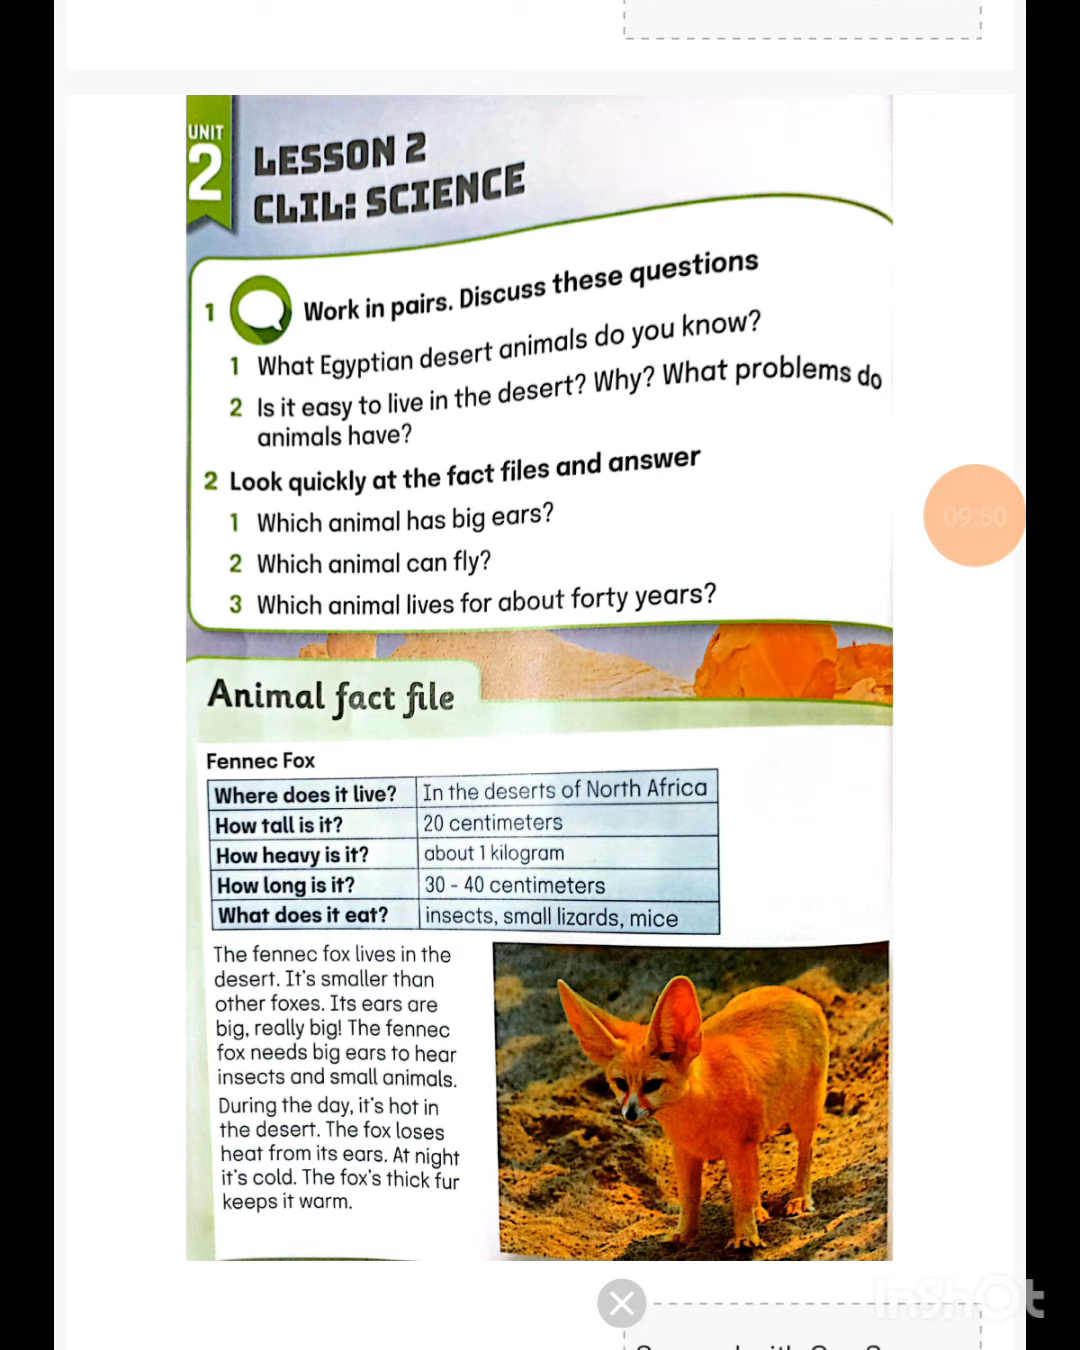 UNIT
2
LESSON 2
CLIL: SCIENCE
1 Work in pairs. Discuss these questions
1 What Egyptian desert animals do you know?
2 Is it easy to live in the desert? Why? What problems do
animals have?
2 Look quickly at the fact files and answer
1 Which animal has big ears?
2 Which animal can fly?
3 Which animal lives for about forty years?
09:50
Animal fact file
Fennec Fox
Where does it live? In the deserts of North Africa
How tall is it? 20 centimeters
How heavy is it? about 1 kilogram
How long is it? 30 - 40 centimeters
What does it eat? insects, small lizards, mice
The fennec fox lives in the
desert. It's smaller than
other foxes. Its ears are
big, really big! The fennec
fox needs big ears to hear
insects and small animals.
During the day, it's hot in
the desert. The fox loses
heat from its ears. At night
it's cold. The fox's thick fur
keeps it warm.
InShOt